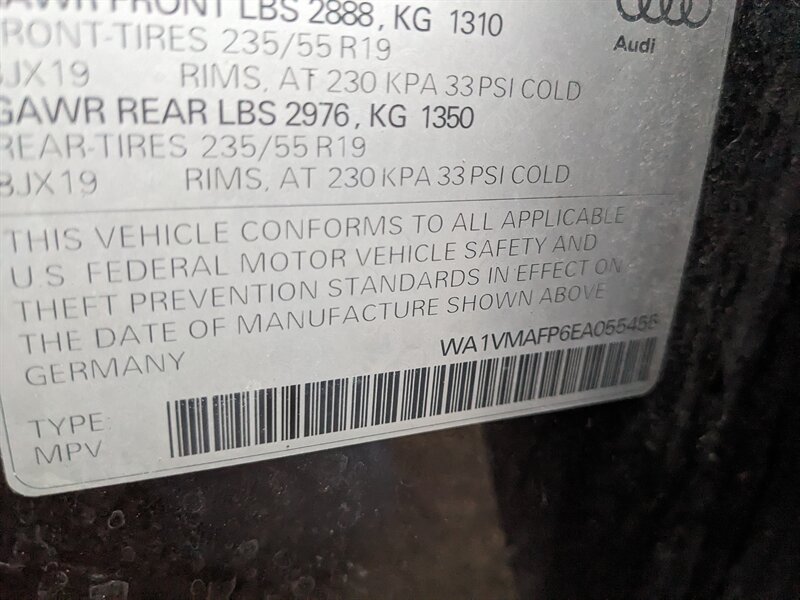 GAWR FRONT LBS 2888, KG 1310
FRONT-TIRES 235/55 R19
8JX19 RIMS, AT 230 KPA 33 PSI COLD
GAWR REAR LBS 2976, KG 1350
REAR-TIRES 235/55 R19
8JX19 RIMS, AT 230 KPA 33 PSI COLD
Audi
THIS VEHICLE CONFORMS TO ALL APPLICABLE
U.S. FEDERAL MOTOR VEHICLE SAFETY AND
THEFT PREVENTION STANDARDS IN EFFECT ON
THE DATE OF MANUFACTURE SHOWN ABOVE
GERMANY WA1VMAFP6EA055455
TYPE:
MPV